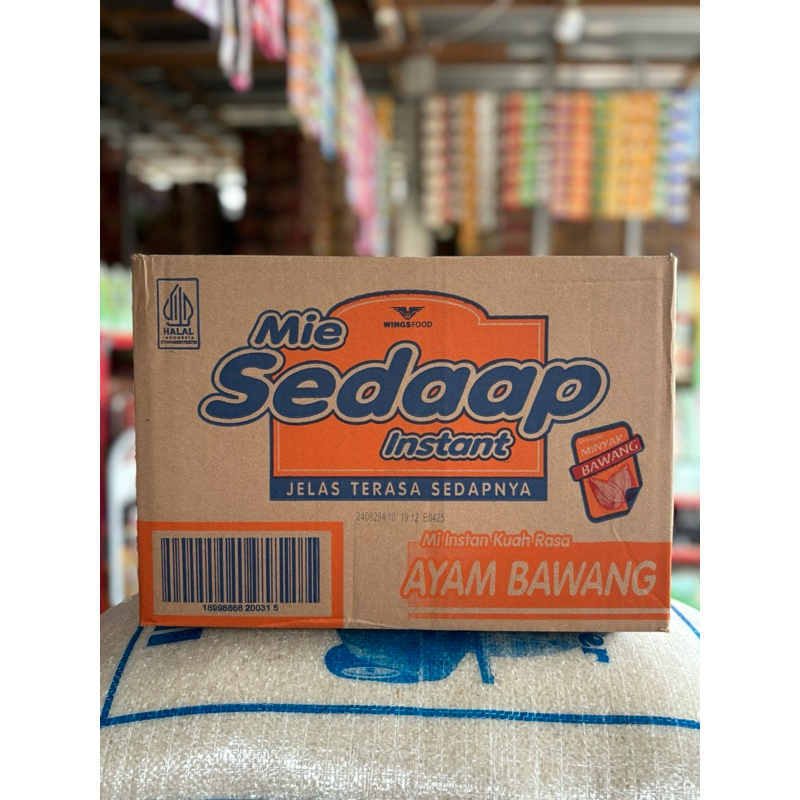 HALAL
INDONESIA
WINGSFOOD
Mie
Sedaap
Instant
JELAS TERASA SEDAPNYA
MINYAK
BAWANG
240829A10 19 12 E0425
Mi Instan Kuah Rasa
AYAM BAWANG
18998866 20031 5